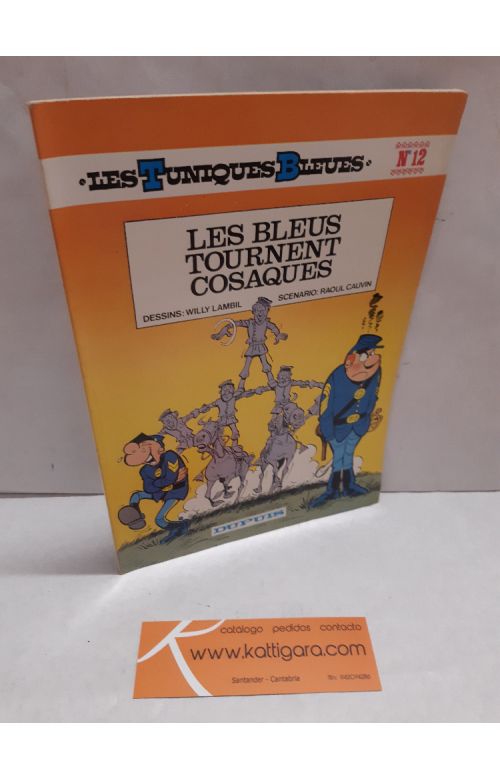 LES TUNIQUES BLEUES
N°12
LES BLEUS
TOURNENT
COSAQUES
DESSINS: WILLY LAMBIL
SCENARIO: RAOUL CAUVIN
DUPUIS
catálogo pedidos contacto
www.kattigara.com
Santander - Cantabria